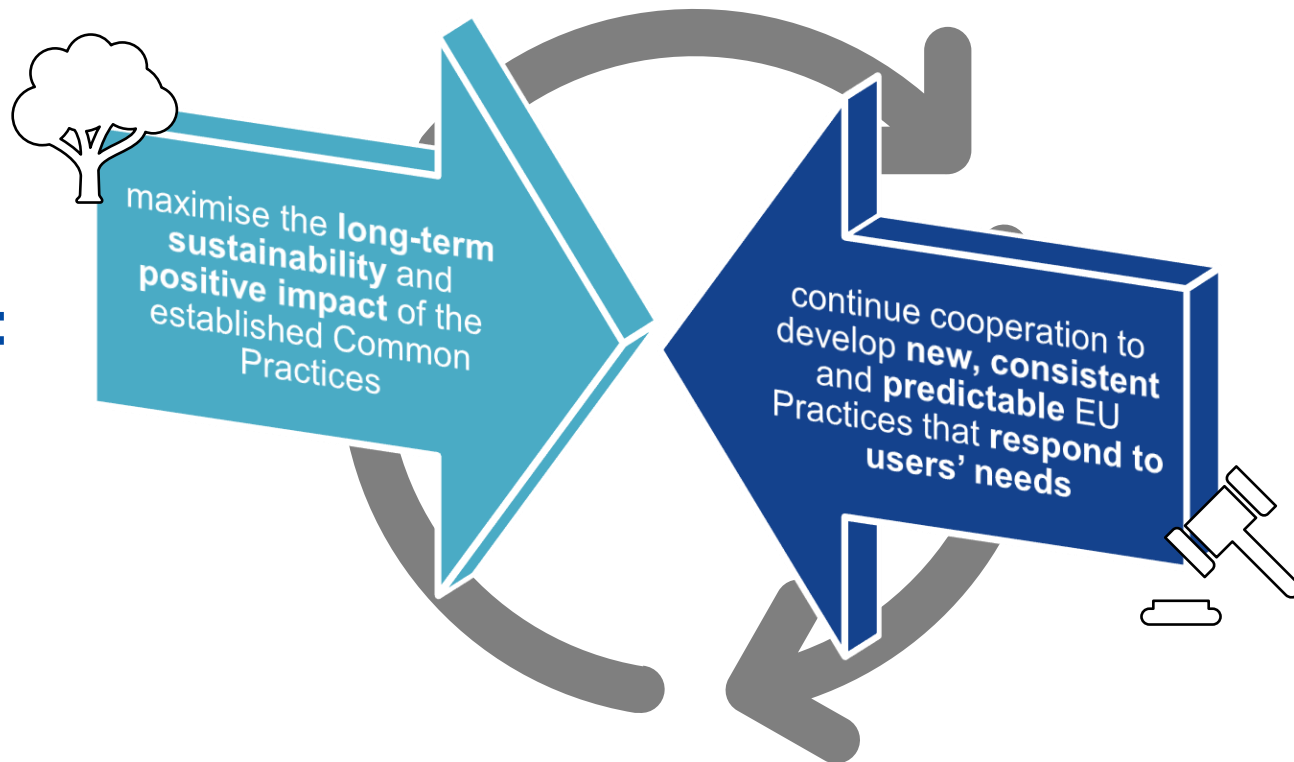 :
maximise the long-term
sustainability and
positive impact of the
established Common
Practices
continue cooperation to
develop new, consistent
and predictable EU
Practices that respond to
users’ needs